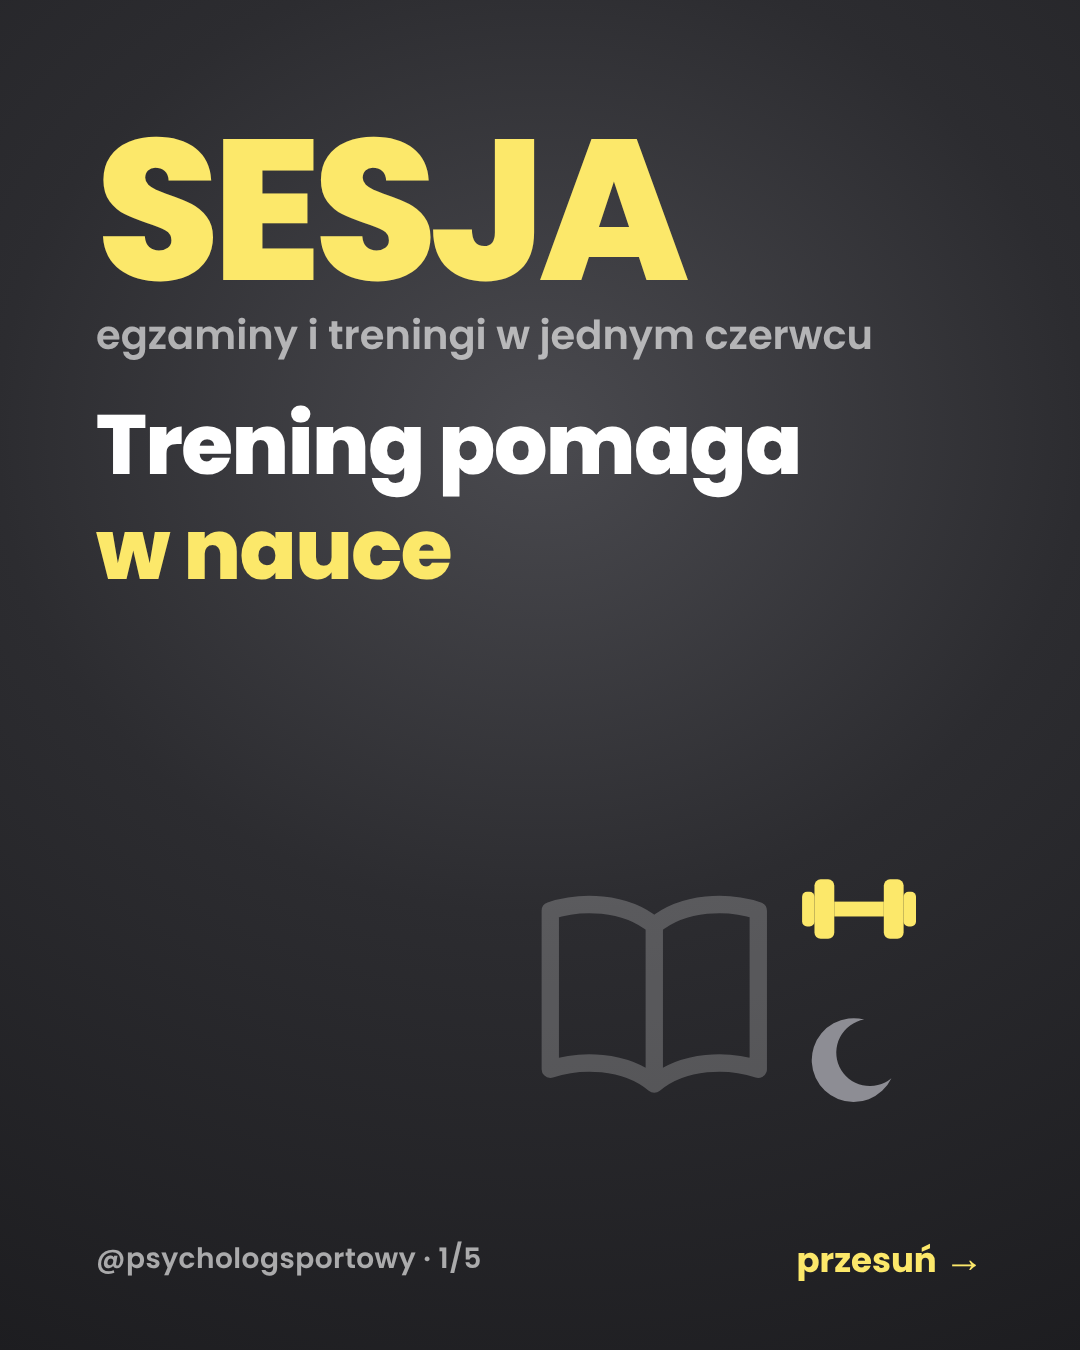 SESJA
egzaminy i treningi w jednym czerwcu
Trening pomaga
w nauce
@psychologsportowy · 1/5
przesuń →